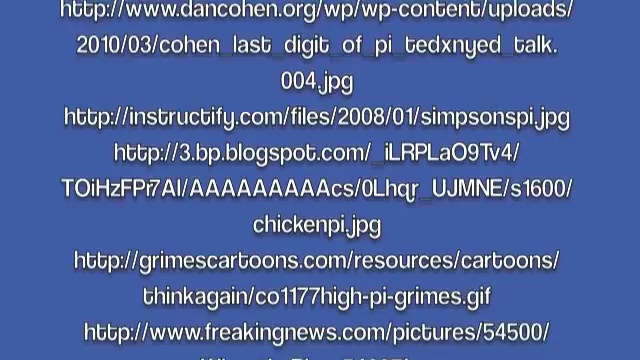 http://www.dancohen.org/wp/wp-content/uploads/
2010/03/cohen_last_digit_of_pi_tedxnyed_talk.
004.jpg
http://instructify.com/files/2008/01/simpsonspi.jpg
http://3.bp.blogspot.com/_iLRPLaO9Tv4/
TOiHzFPr7AI/AAAAAAAAAcs/0Lhqr_UJMNE/s1600/
chickenpi.jpg
http://grimescartoons.com/resources/cartoons/
thinkagain/co1177high-pi-grimes.gif
http://www.freakingnews.com/pictures/54500/